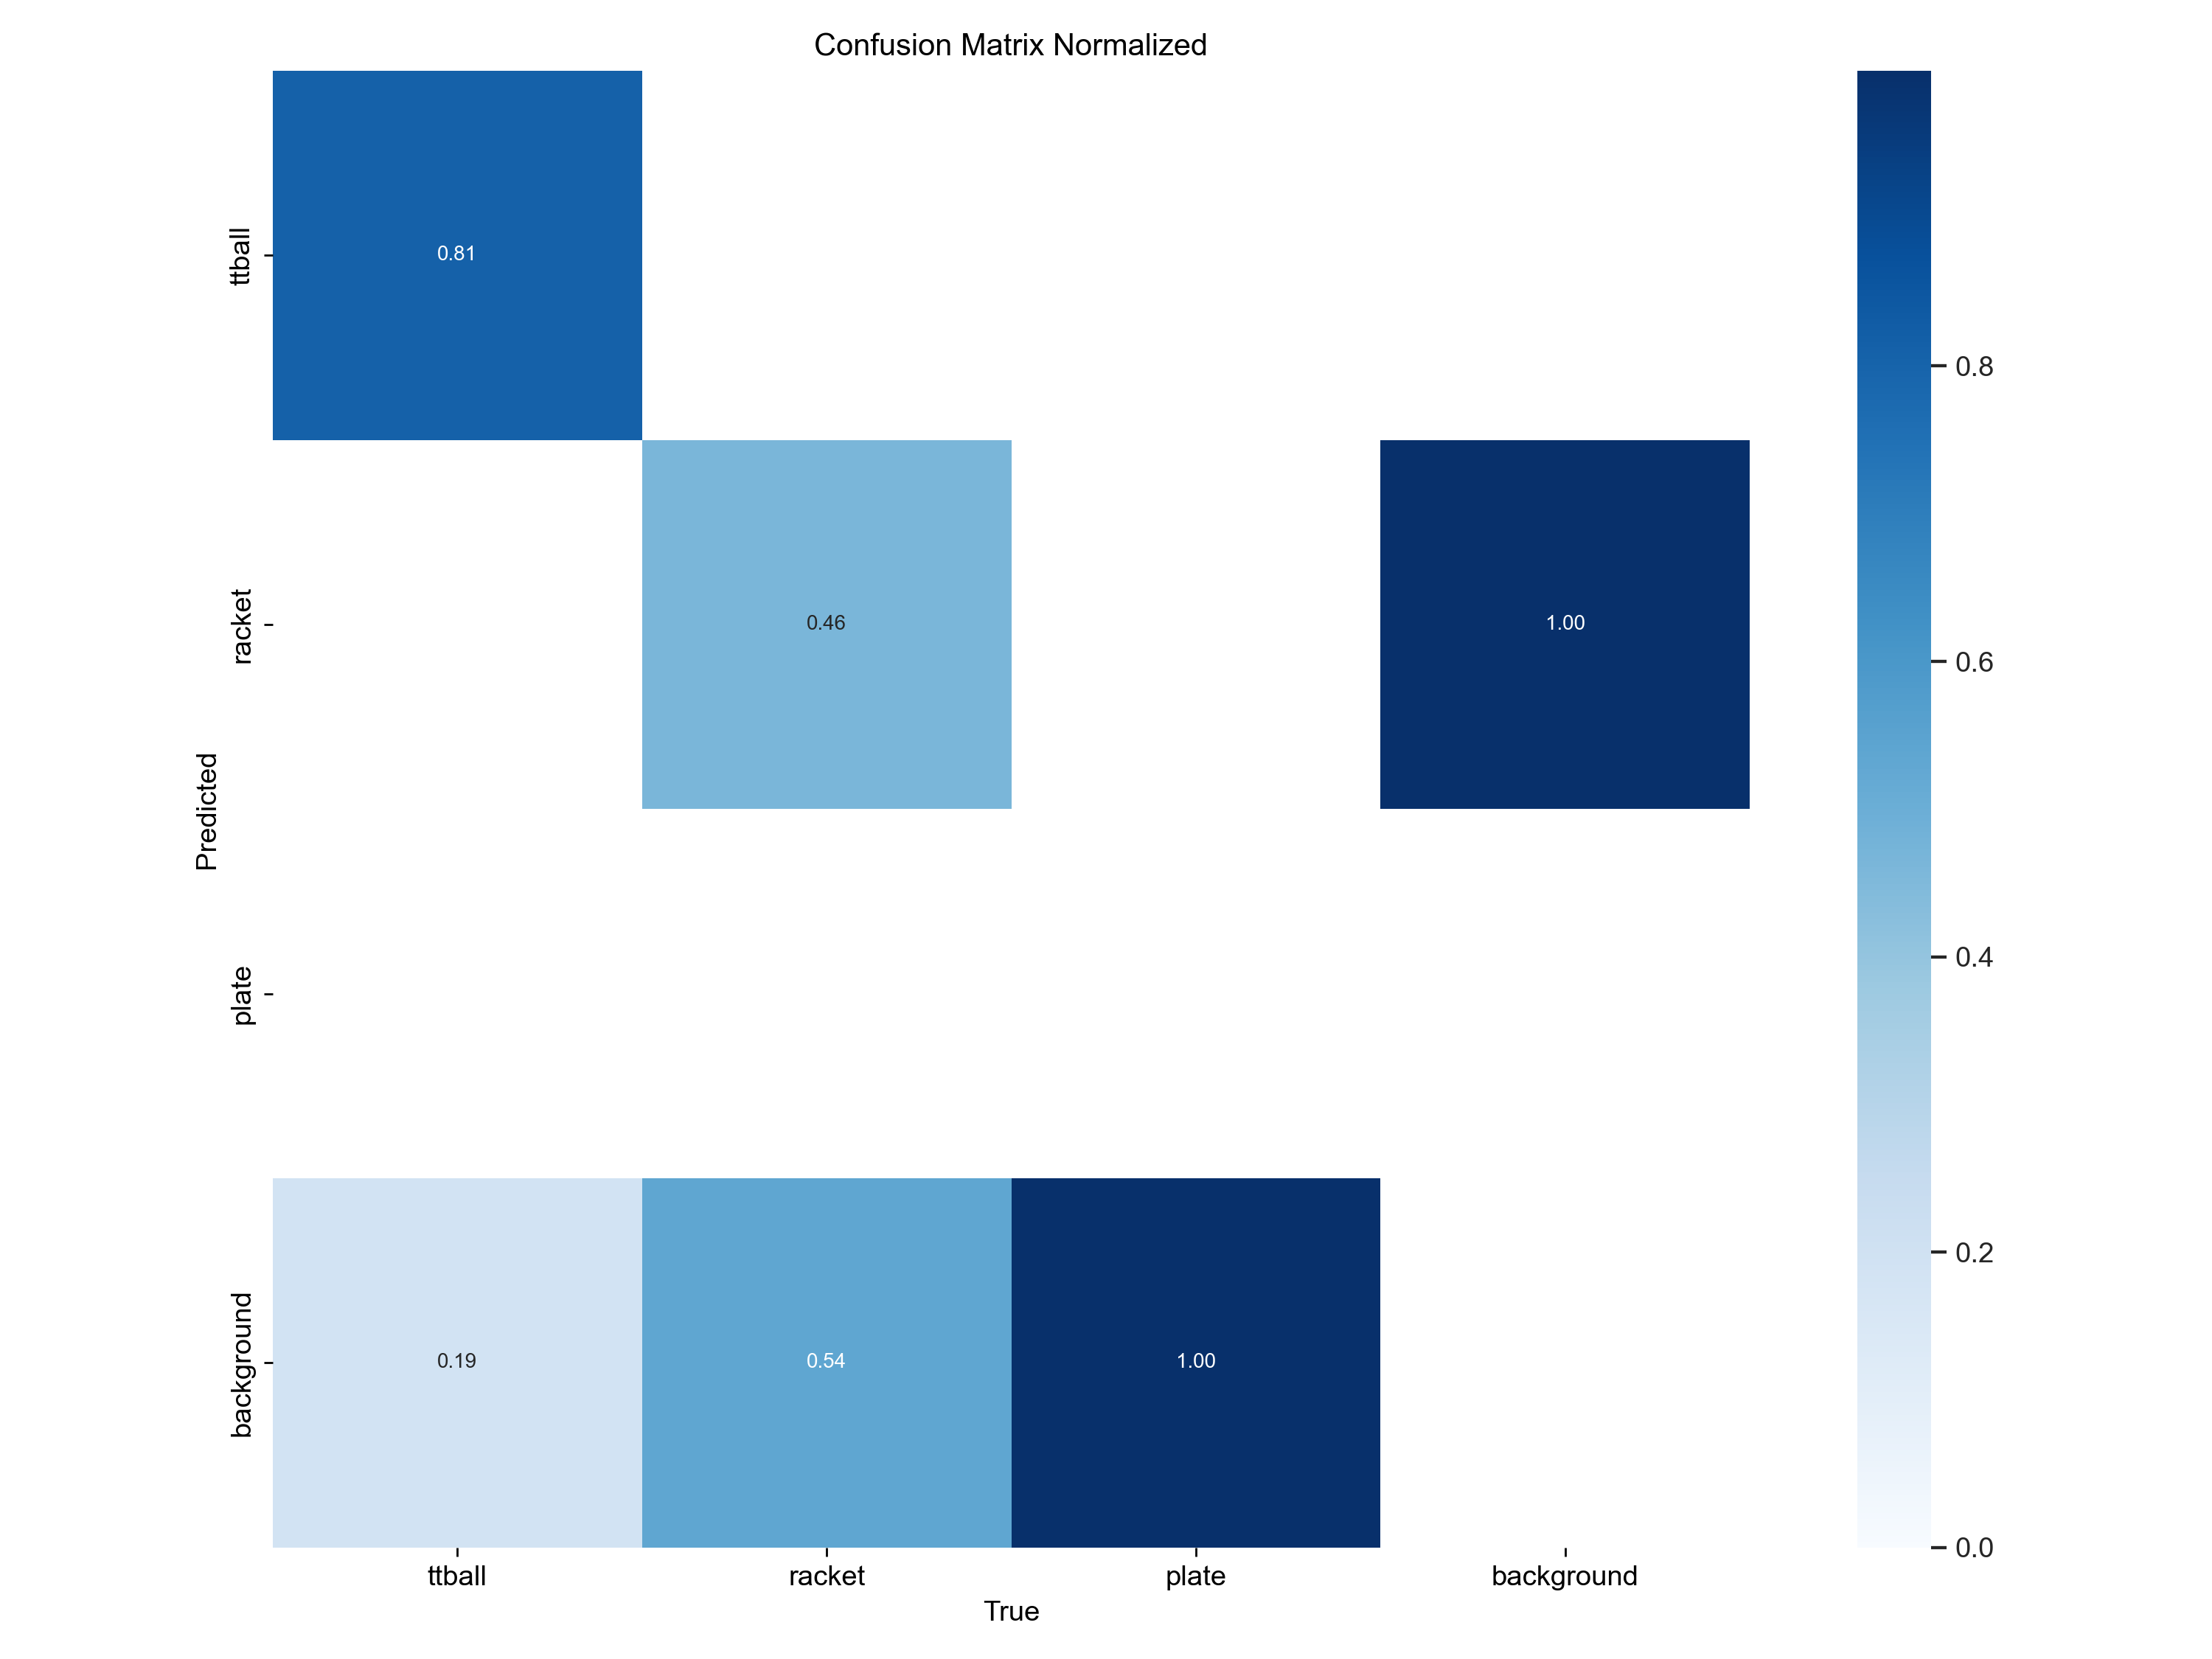 Confusion Matrix Normalized
ttball
0.81
0.8
racket
0.46
1.00
0.6
Predicted
plate
0.4
background
0.19
0.54
1.00
0.2
0.0
ttball
racket
plate
background
True